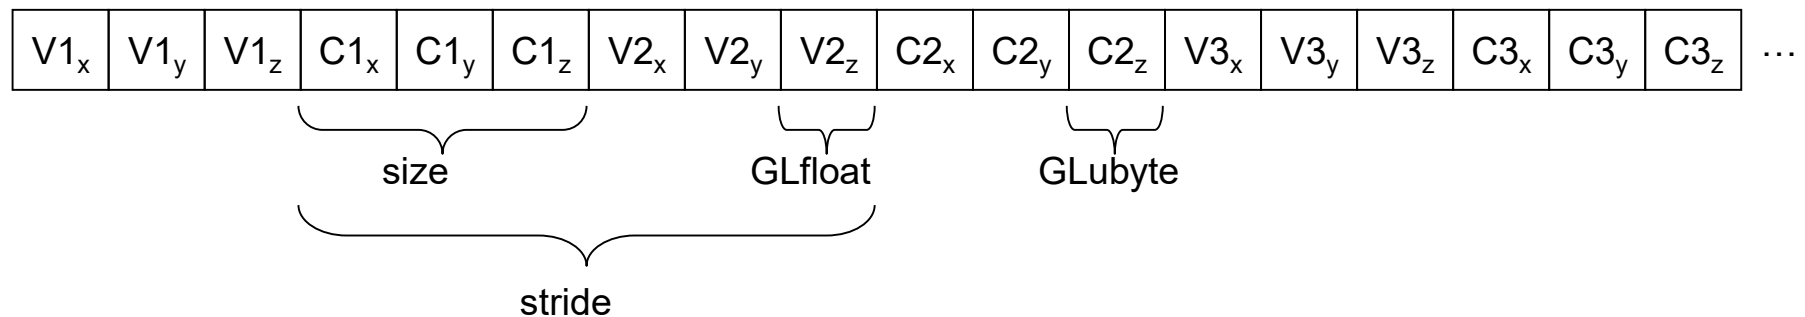 V1x V1y V1z C1x C1y C1z V2x V2y V2z C2x C2y C2z V3x V3y V3z C3x C3y C3z ...
size GLfloat GLubyte
stride